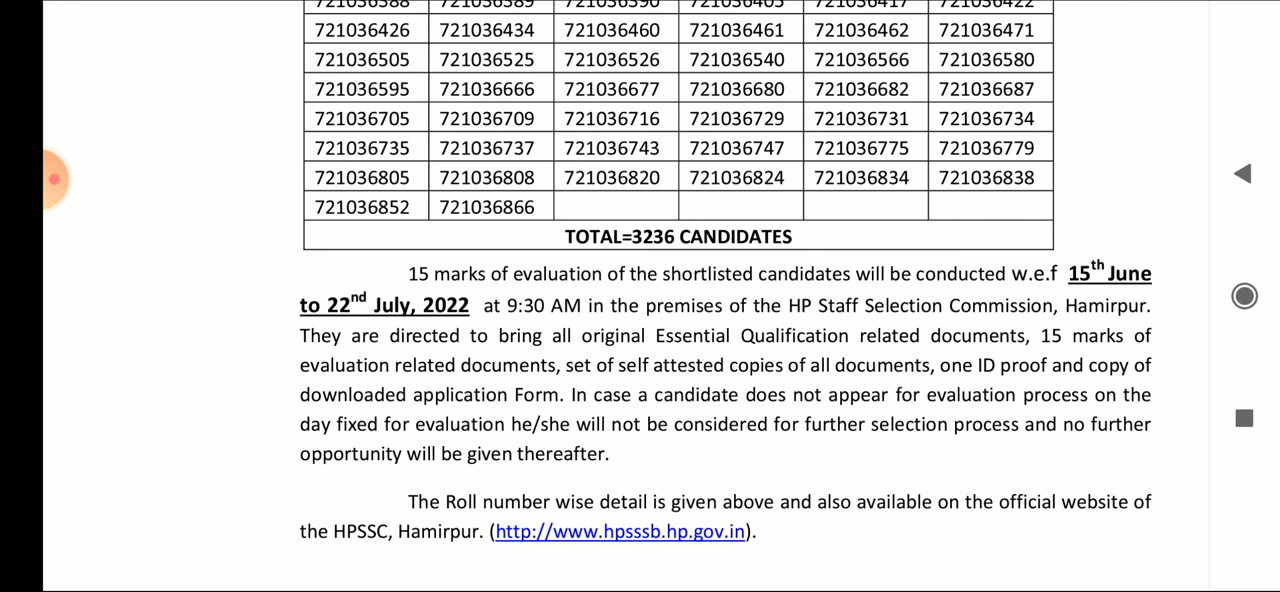 721036388 721036389 721036390 721036405 721036417 721036422
721036426 721036434 721036460 721036461 721036462 721036471
721036505 721036525 721036526 721036540 721036566 721036580
721036595 721036666 721036677 721036680 721036682 721036687
721036705 721036709 721036716 721036729 721036731 721036734
721036735 721036737 721036743 721036747 721036775 721036779
721036805 721036808 721036820 721036824 721036834 721036838
721036852 721036866
TOTAL=3236 CANDIDATES
15 marks of evaluation of the shortlisted candidates will be conducted w.e.f 15th June
to 22nd July, 2022 at 9:30 AM in the premises of the HP Staff Selection Commission, Hamirpur.
They are directed to bring all original Essential Qualification related documents, 15 marks of
evaluation related documents, set of self attested copies of all documents, one ID proof and copy of
downloaded application Form. In case a candidate does not appear for evaluation process on the
day fixed for evaluation he/she will not be considered for further selection process and no further
opportunity will be given thereafter.
The Roll number wise detail is given above and also available on the official website of
the HPSSC, Hamirpur. (http://www.hpsssb.hp.gov.in).